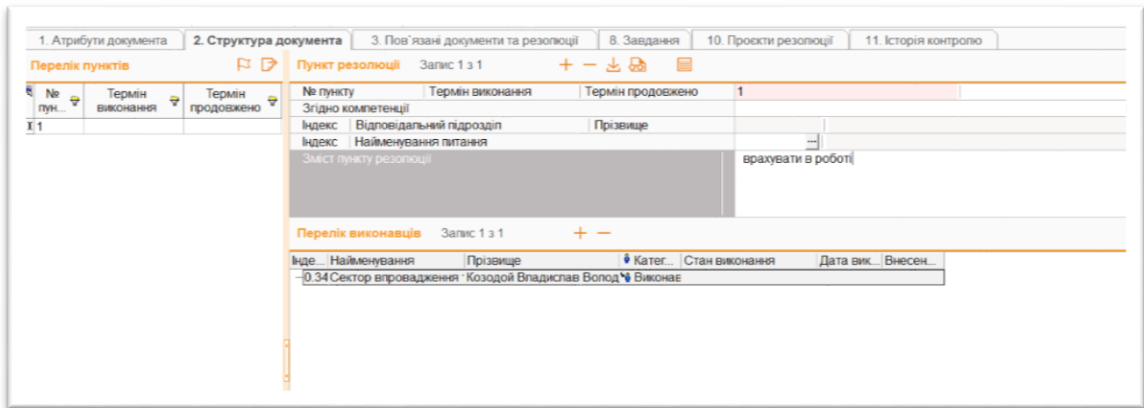 1. Атрибути документа 2. Структура документа 3. Пов`язані документи та резолюції 8. Завдання 10. Проєкти резолюції 11. Історія контролю
Перелік пунктів Пункт резолюції Запис 1 з 1
№ пун... Термін виконання Термін продовжено
1
№ пункту Термін виконання Термін продовжено 1
Згідно компетенції
Індекс Відповідальний підрозділ Прізвище
Індекс Найменування питання ...
Зміст пункту резолюції врахувати в роботі
Перелік виконавців Запис 1 з 1
Інде... Найменування Прізвище Катег... Стан виконання Дата вик... Внесен...
0.34 Сектор впровадження Козодой Владислав Волод Виконав